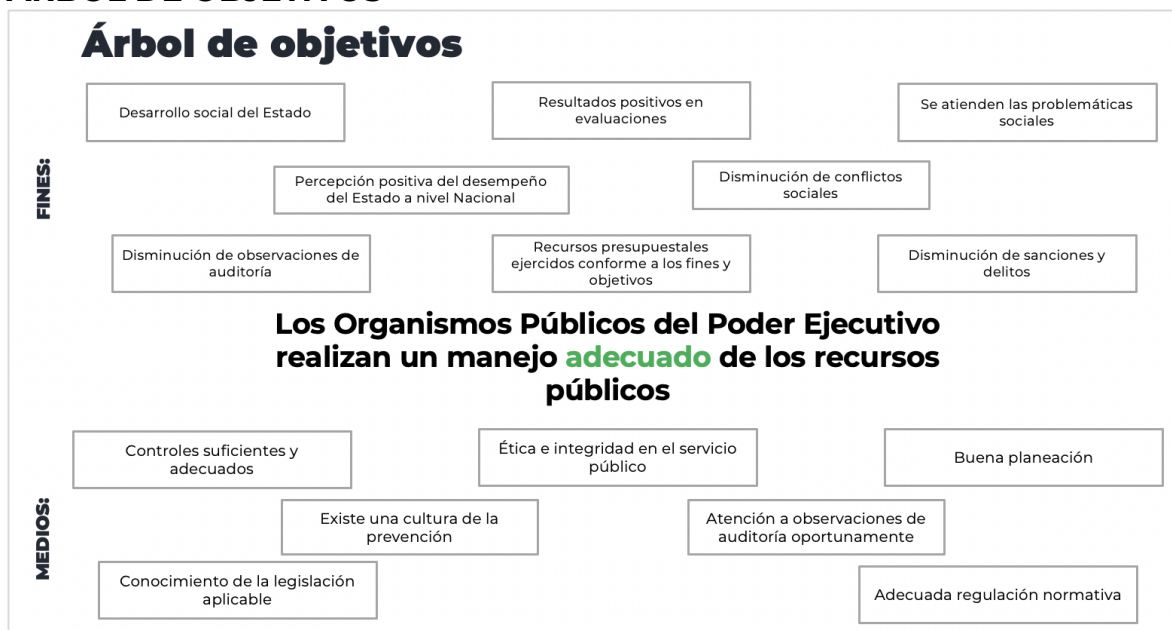 ÁRBOL DE OBJETIVOS
Árbol de objetivos
FINES:
Desarrollo social del Estado
Resultados positivos en
evaluaciones
Se atienden las problemáticas
sociales
Percepción positiva del desempeño
del Estado a nivel Nacional
Disminución de conflictos
sociales
Disminución de observaciones de
auditoría
Recursos presupuestales
ejercidos conforme a los fines y
objetivos
Disminución de sanciones y
delitos
Los Organismos Públicos del Poder Ejecutivo
realizan un manejo adecuado de los recursos
públicos
MEDIOS:
Controles suficientes y
adecuados
Ética e integridad en el servicio
público
Buena planeación
Existe una cultura de la
prevención
Atención a observaciones de
auditoría oportunamente
Conocimiento de la legislación
aplicable
Adecuada regulación normativa